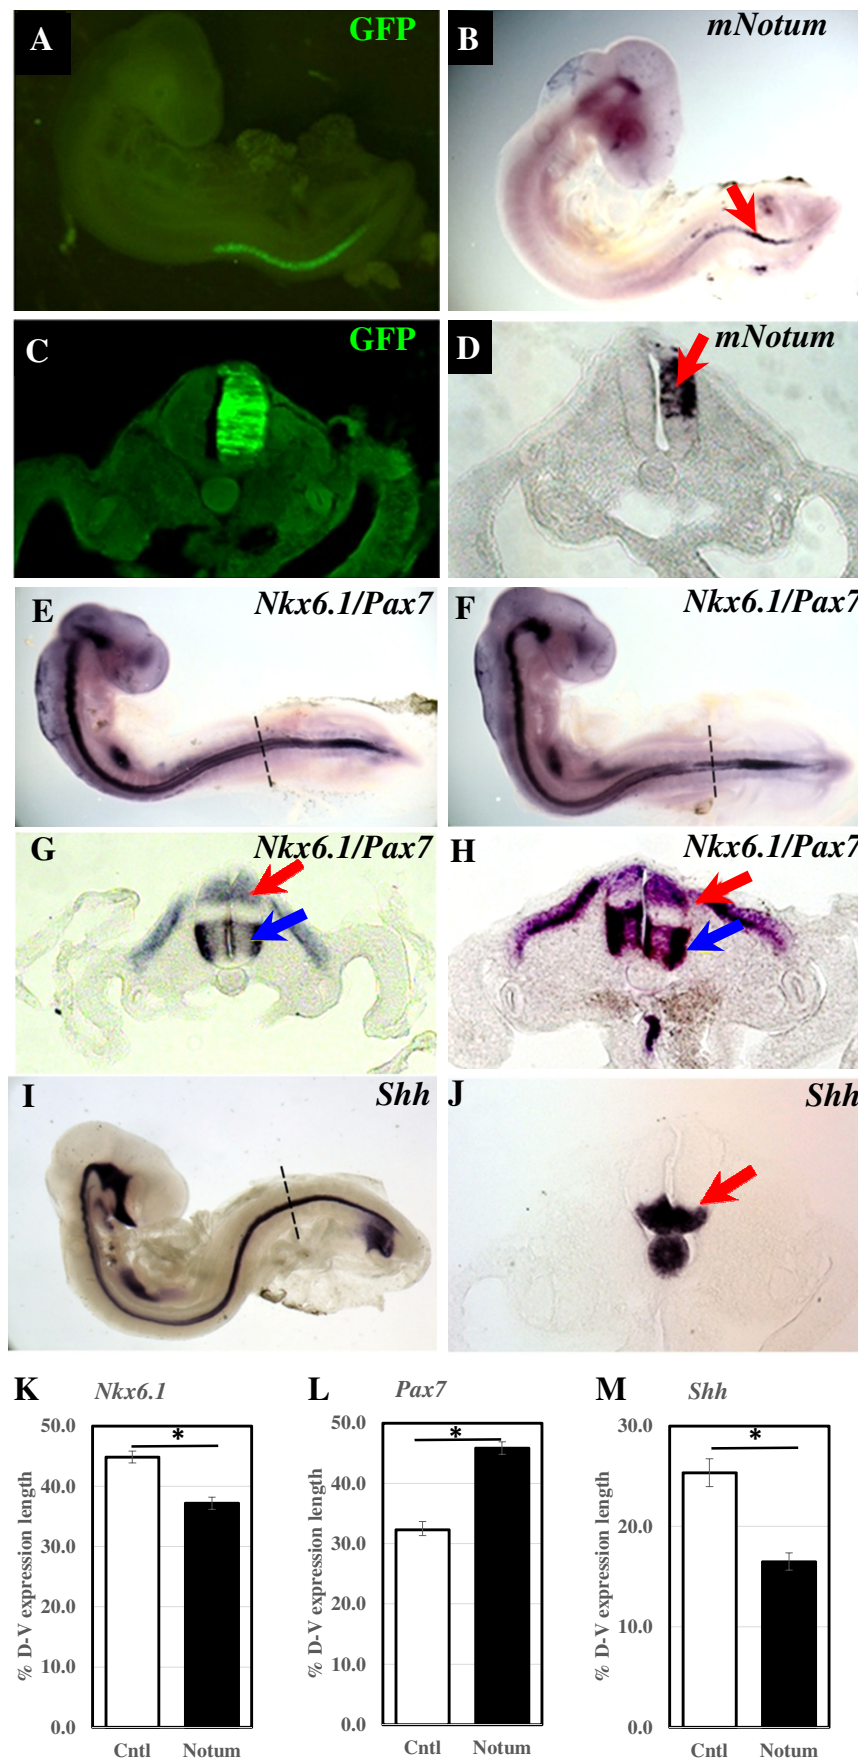 A GFP
B mNotum
C GFP
D mNotum
E Nkx6.1/Pax7
F Nkx6.1/Pax7
G Nkx6.1/Pax7
H Nkx6.1/Pax7
I Shh
J Shh
K Nkx6.1
% D-V expression length
50.0
40.0
30.0
20.0
10.0
0.0
*
Cntl Notum
L Pax7
% D-V expression length
50.0
40.0
30.0
20.0
10.0
0.0
*
Cntl Notum
M Shh
% D-V expression length
30.0
20.0
10.0
0.0
*
Cntl Notum